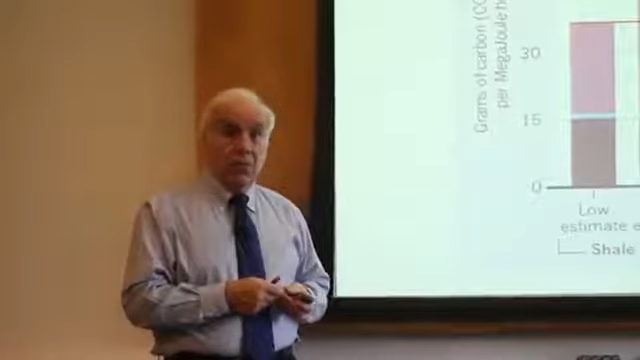 Grams of carbon (CO
per MegaJoule h
30
15
0
Low
estimate e
Shale